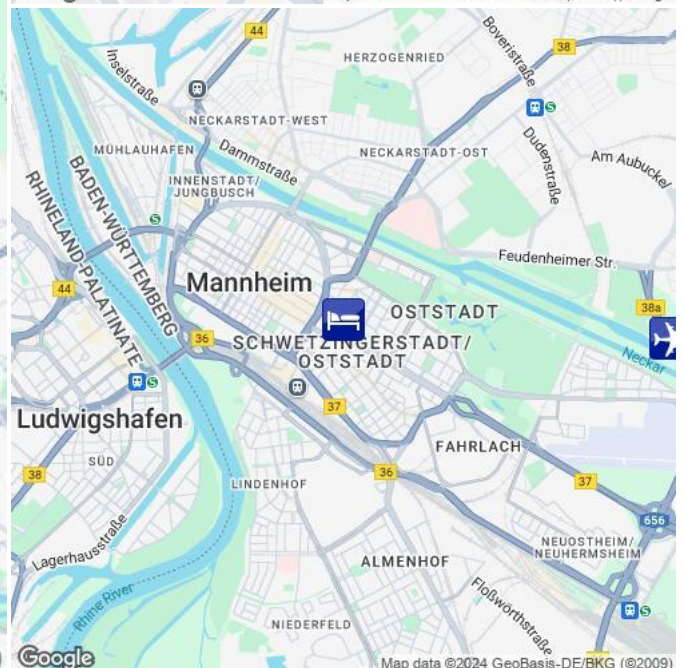 44
38
HERZOGENRIED
Boveristraße
Inselstraße
NECKARSTADT-WEST
S
Dudenstraße
MÜHLAUHAFEN
Dammstraße
NECKARSTADT-OST
Am Aubucke/
INNENSTADT/
JUNGBUSCH
BADEN-WÜRTTEMBERG
RHINELAND-PALATINATE
S
Feudenheimer Str.
44
Mannheim
38a
OSTSTADT
36
SCHWETZINGERSTADT/
OSTSTADT
Neckar
S
37
Ludwigshafen
FAHRLACH
SÜD
38
36
37
LINDENHOF
656
Lagerhausstraße
NEUOSTHEIM/
NEUHERMSHEIM
ALMENHOF
Floßwörthstraße
Rhine River
S
NIEDERFELD
Google
Map data ©2024 GeoBasis-DE/BKG (©2009)